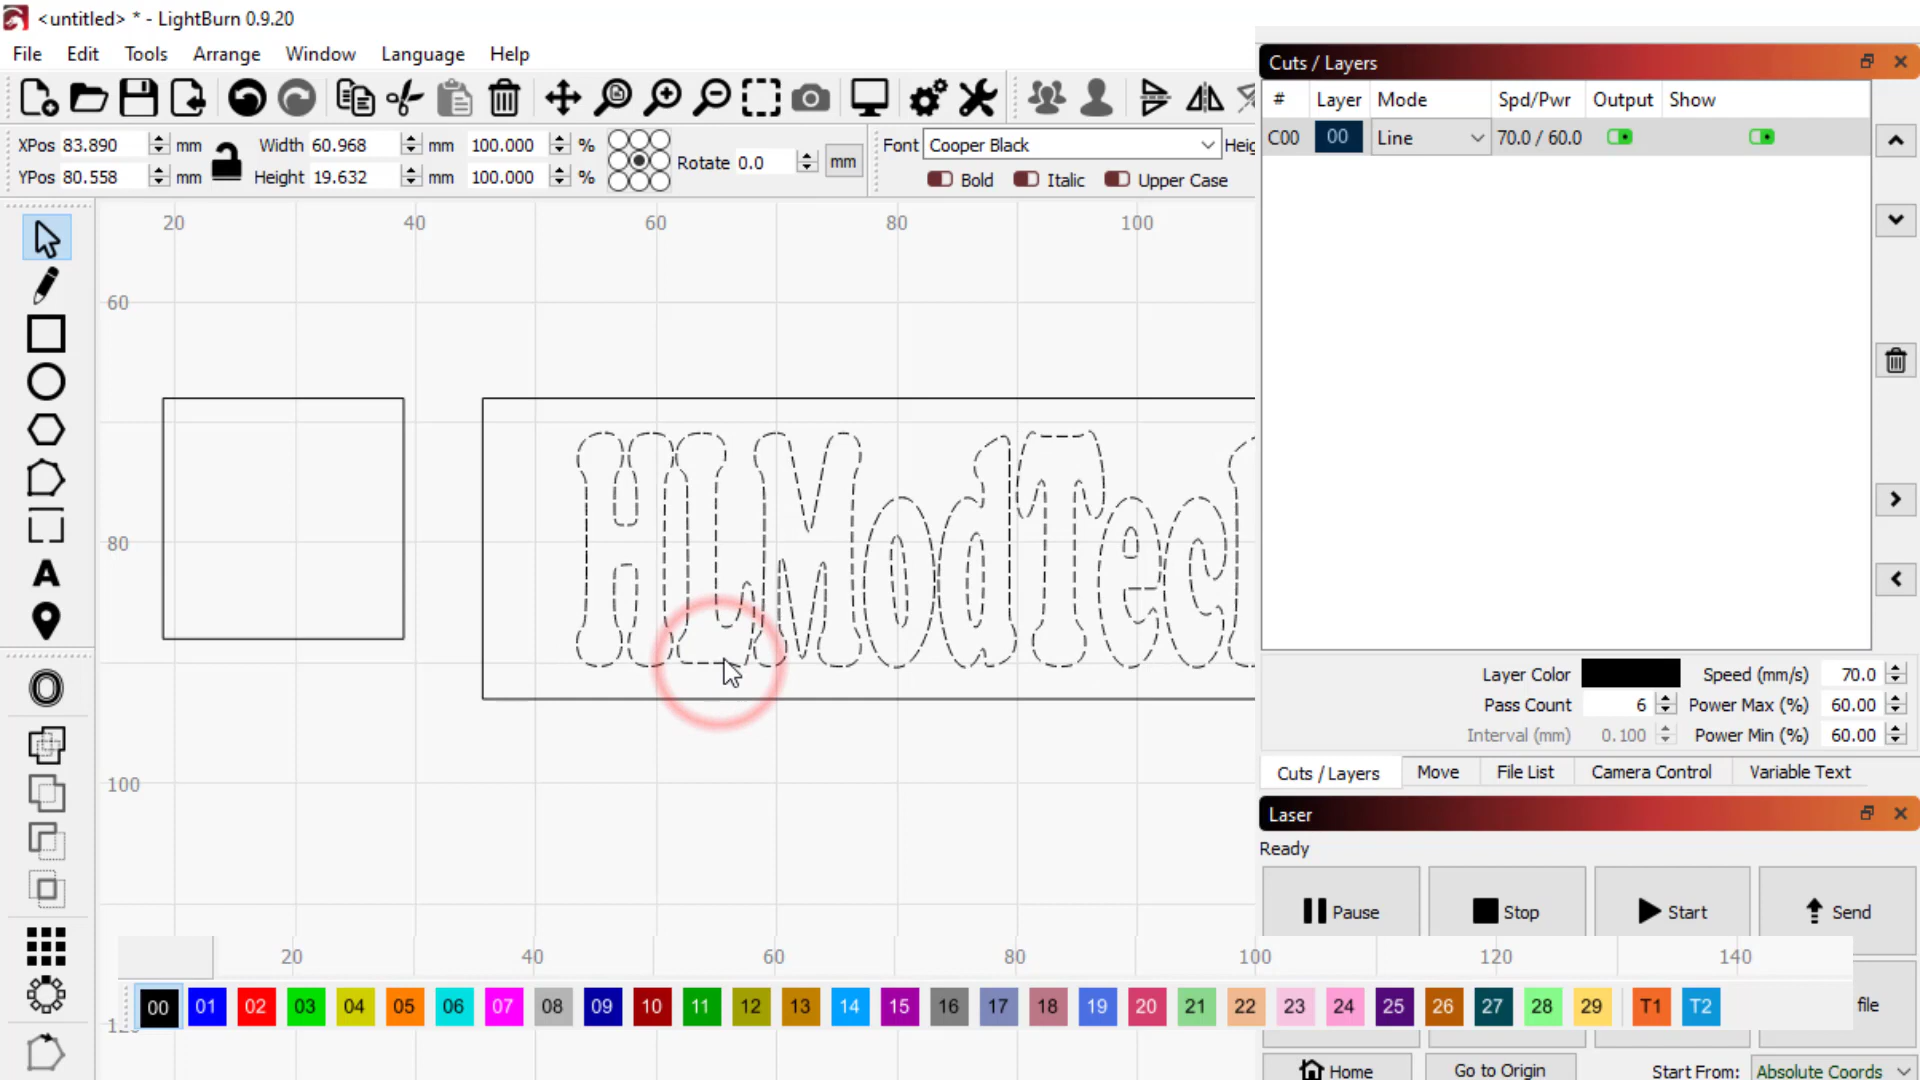 <untitled> * - LightBurn 0.9.20
File Edit Tools Arrange Window Language Help
XPos 83.890 mm Width 60.968 mm 100.000 %
YPos 80.558 mm Height 19.632 mm 100.000 %
Rotate 0.0 mm
Font Cooper Black
Bold Italic Upper Case
20 40 60 80 100
60
80
100
HLModTec
Cuts / Layers
# Layer Mode Spd/Pwr Output Show
C00 00 Line 70.0 / 60.0
Layer Color Speed (mm/s) 70.0
Pass Count 6 Power Max (%) 60.00
Interval (mm) 0.100 Power Min (%) 60.00
Cuts / Layers Move File List Camera Control Variable Text
Laser
Ready
Pause Stop Start Send
20 40 60 80 100 120 140
00 01 02 03 04 05 06 07 08 09 10 11 12 13 14 15 16 17 18 19 20 21 22 23 24 25 26 27 28 29 T1 T2
file
Home Go to Origin Start From: Absolute Coords